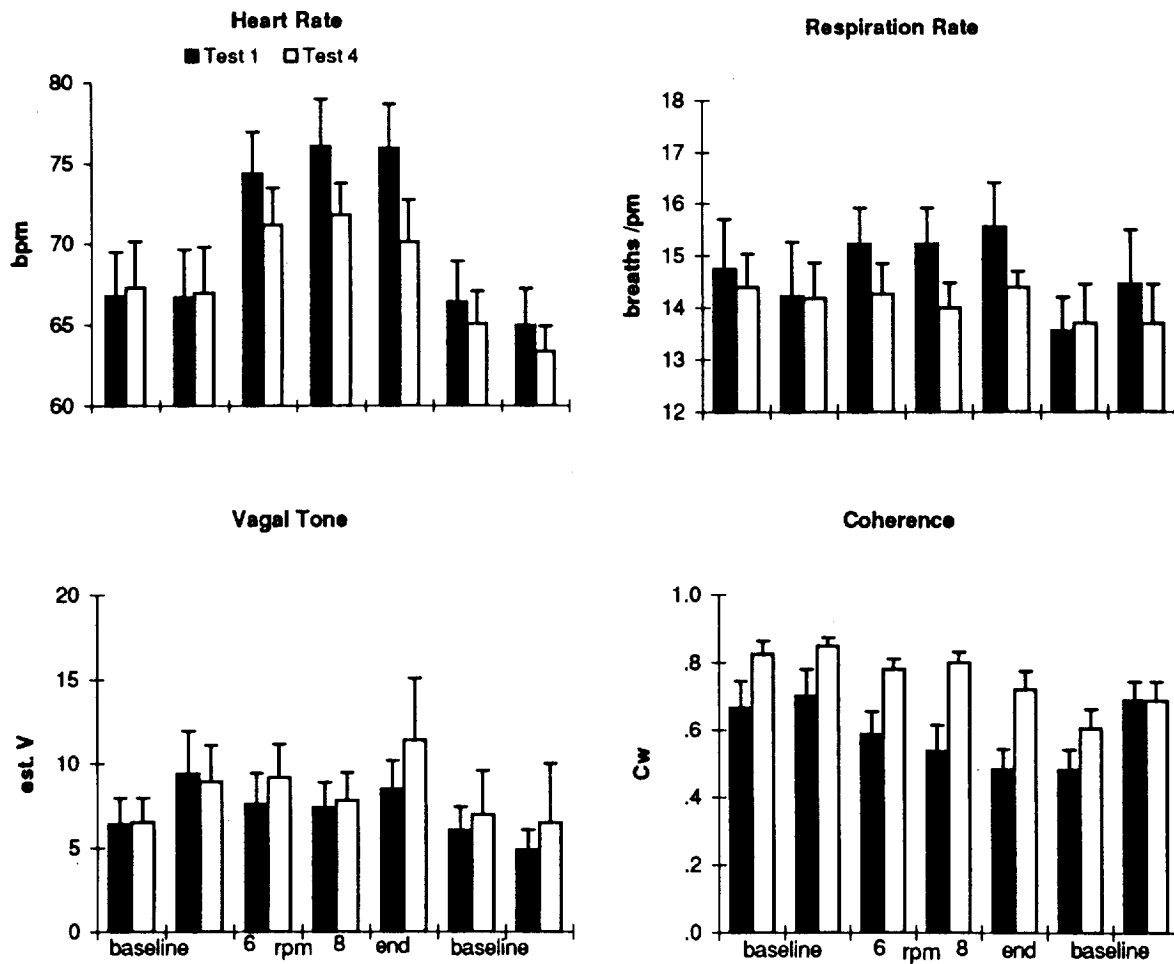 Heart Rate
Test 1 Test 4
80
75
70
65
60
bpm
Respiration Rate
18
17
16
15
14
13
12
breaths /pm
Vagal Tone
20
15
10
5
0
est. V
baseline 6 rpm 8 end baseline
Coherence
1.0
.8
.6
.4
.2
.0
Cw
baseline 6 rpm 8 end baseline